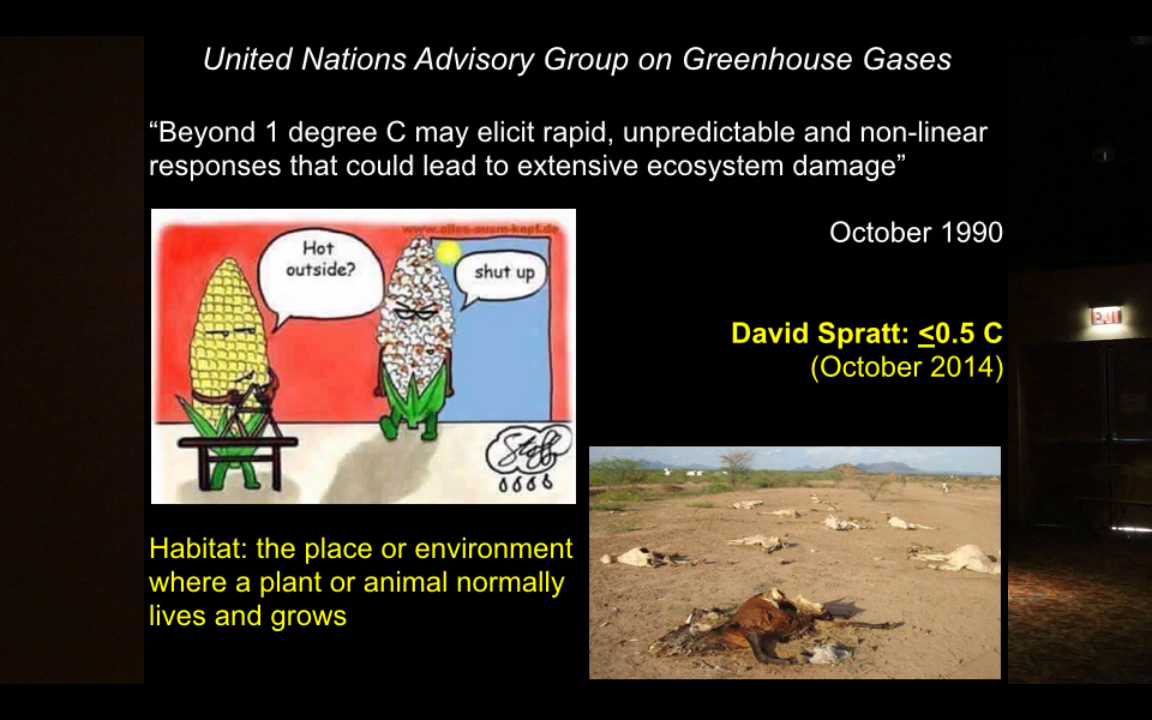 United Nations Advisory Group on Greenhouse Gases
“Beyond 1 degree C may elicit rapid, unpredictable and non-linear
responses that could lead to extensive ecosystem damage”
October 1990
www.alles-ausm-kopf.de
Hot
outside?
shut up
David Spratt: ≤0.5 C
(October 2014)
Steffi
Habitat: the place or environment
where a plant or animal normally
lives and grows
EXIT